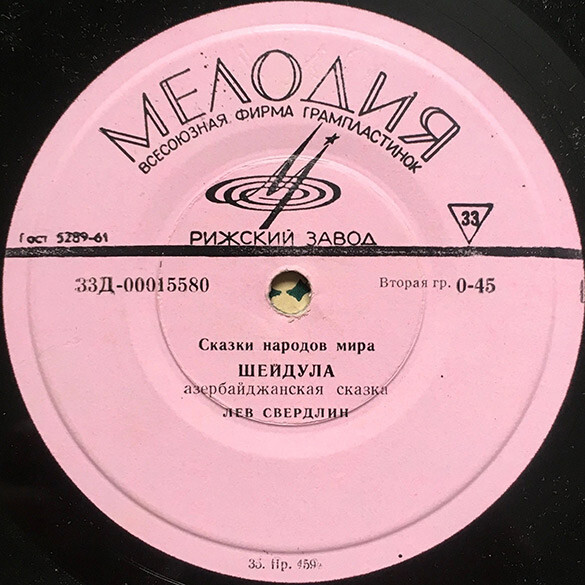 МЕЛОДИЯ
ВСЕСОЮЗНАЯ ФИРМА ГРАМПЛАСТИНОК
33
Гост 5289-61
РИЖСКИЙ ЗАВОД
33Д-00015580
Вторая гр. 0-45
Сказки народов мира
ШЕЙДУЛА
азербайджанская сказка
ЛЕВ СВЕРДЛИН